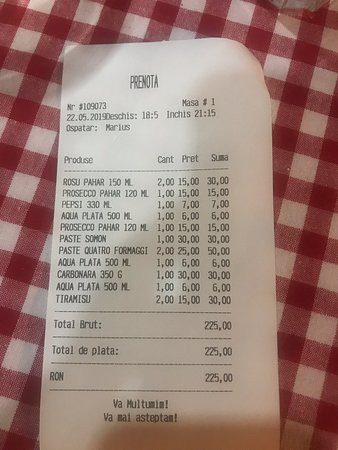 PRENOTA
Nr #109073 Masa # 1
22.05.2019Deschis: 18:5 Inchis 21:15
Ospatar: Marius
Produse Cant Pret Suma
ROSU PAHAR 150 ML 2,00 15,00 30,00
PROSECCO PAHAR 120 ML 1,00 15,00 15,00
PEPSI 330 ML 1,00 7,00 7,00
AQUA PLATA 500 ML 1,00 6,00 6,00
PROSECCO PAHAR 120 ML 1,00 15,00 15,00
PASTE SOMON 1,00 30,00 30,00
PASTE QUATRO FORMAGGI 2,00 25,00 50,00
AQUA PLATA 500 ML 1,00 6,00 6,00
CARBONARA 350 G 1,00 30,00 30,00
AQUA PLATA 500 ML 1,00 6,00 6,00
TIRAMISU 2,00 15,00 30,00
Total Brut: 225,00
Total de plata: 225,00
RON 225,00
Va Multumim!
Va mai asteptam!